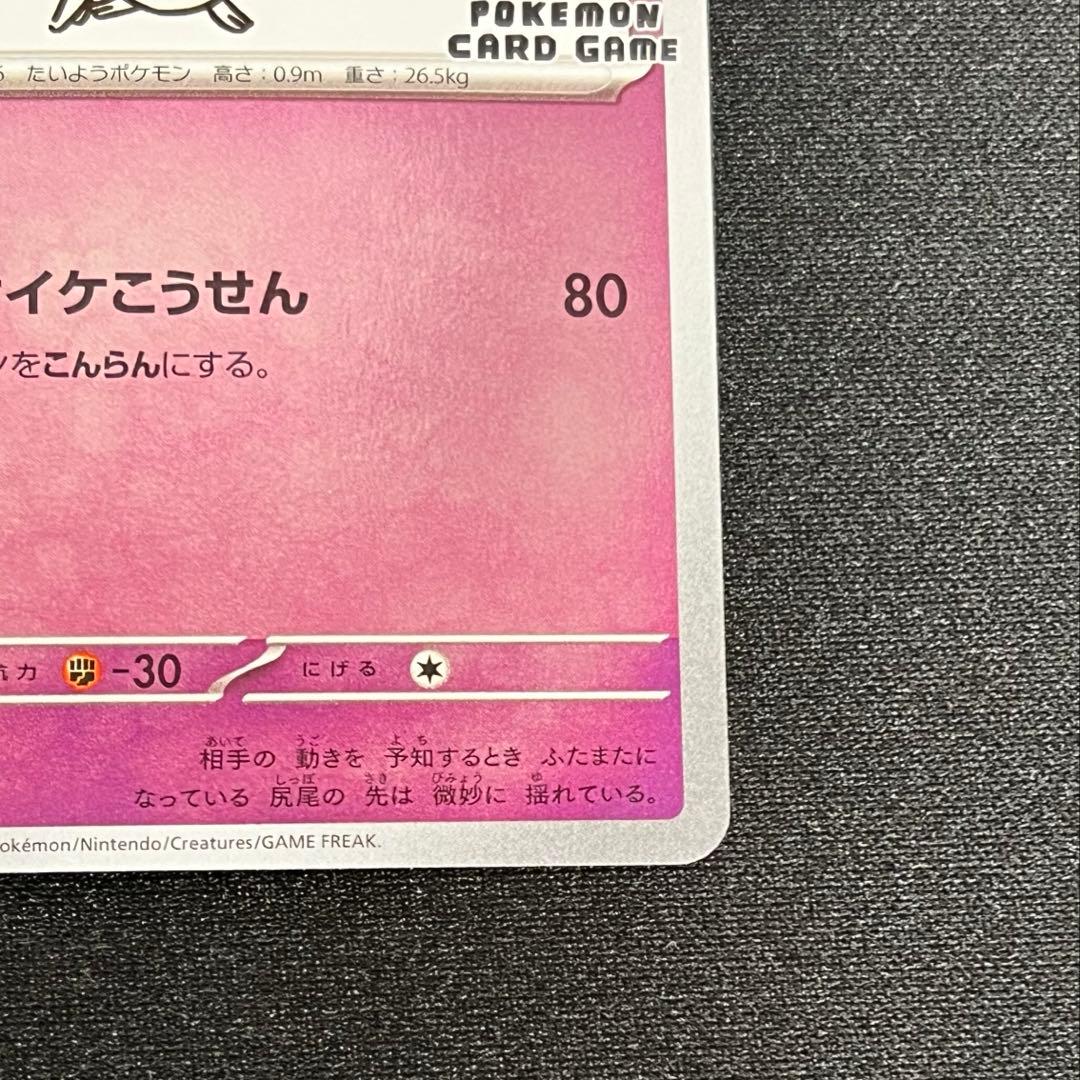 POKEMON
CARD GAME
たいようポケモン 高さ：0.9m 重さ：26.5kg
イケこうせん 80
をこんらんにする。
力 -30 にげる
相手の 動きを 予知するとき ふたまたに
なっている 尻尾の 先は 微妙に 揺れている。
okémon/Nintendo/Creatures/GAME FREAK.